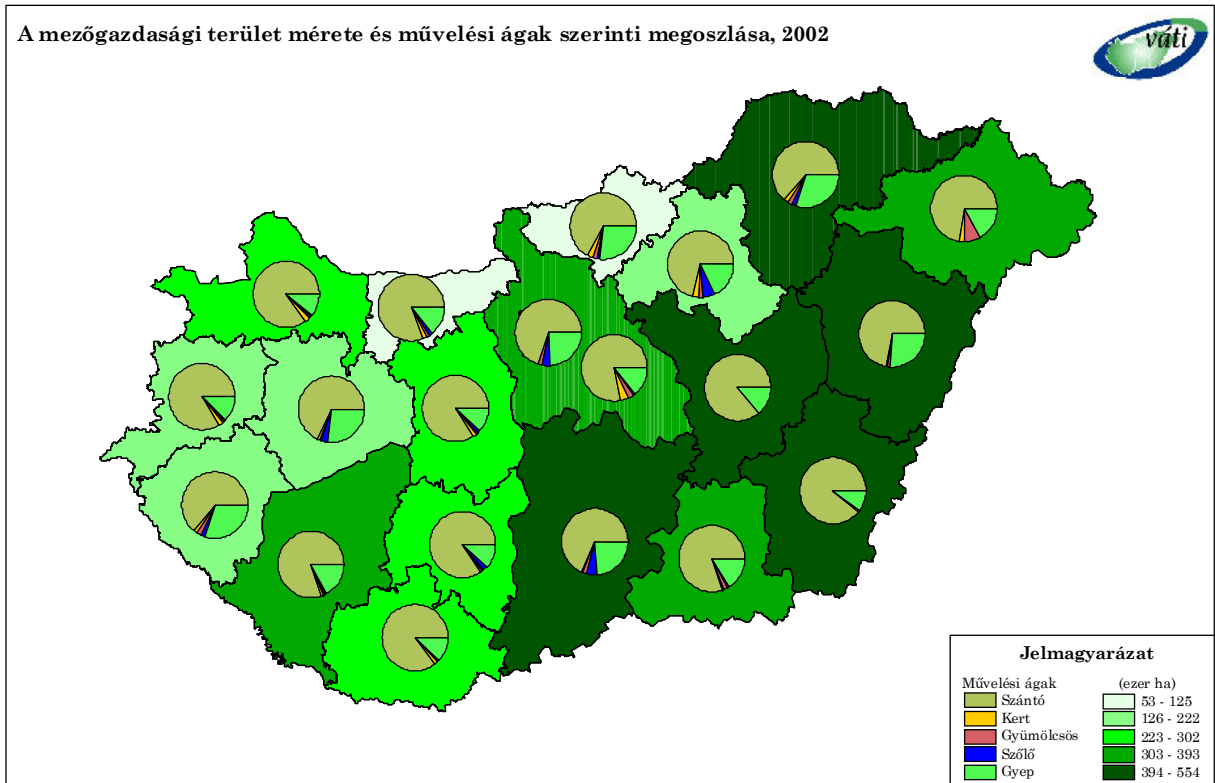 A mezőgazdasági terület mérete és művelési ágak szerinti megoszlása, 2002
váti
Jelmagyarázat
Művelési ágak (ezer ha)
Szántó 53 - 125
Kert 126 - 222
Gyümölcsös 223 - 302
Szőlő 303 - 393
Gyep 394 - 554